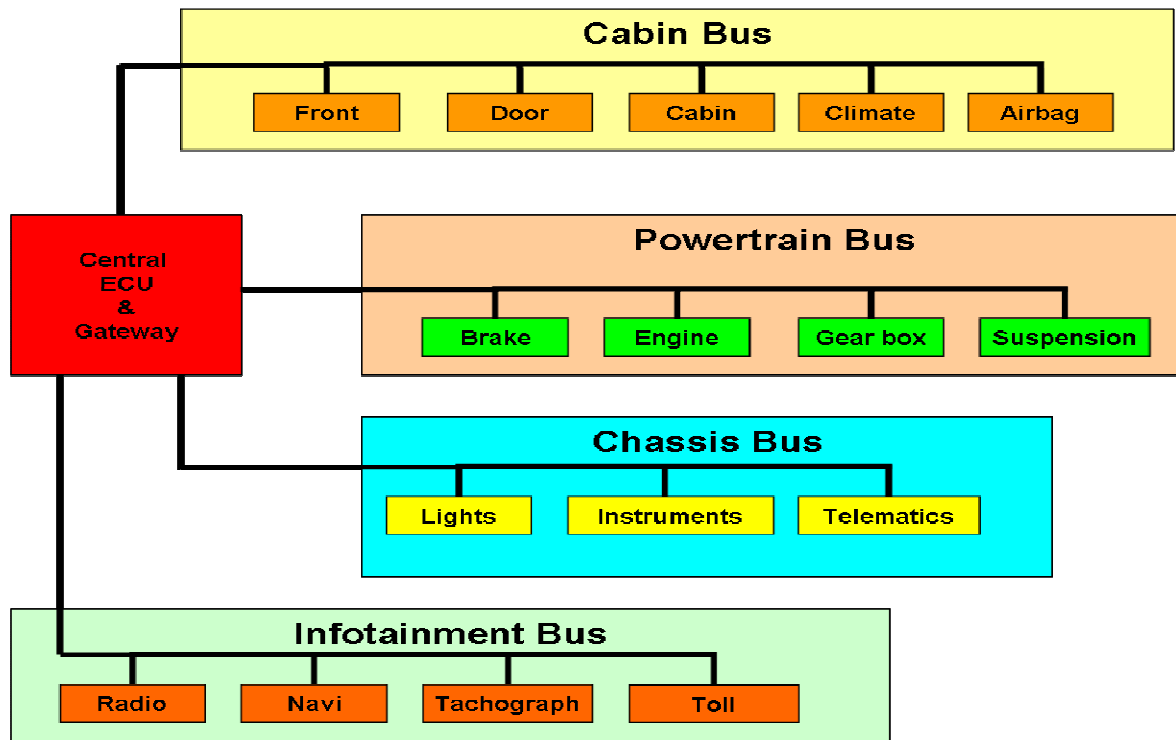 Cabin Bus
Front
Door
Cabin
Climate
Airbag
Central
ECU
&
Gateway
Powertrain Bus
Brake
Engine
Gear box
Suspension
Chassis Bus
Lights
Instruments
Telematics
Infotainment Bus
Radio
Navi
Tachograph
Toll